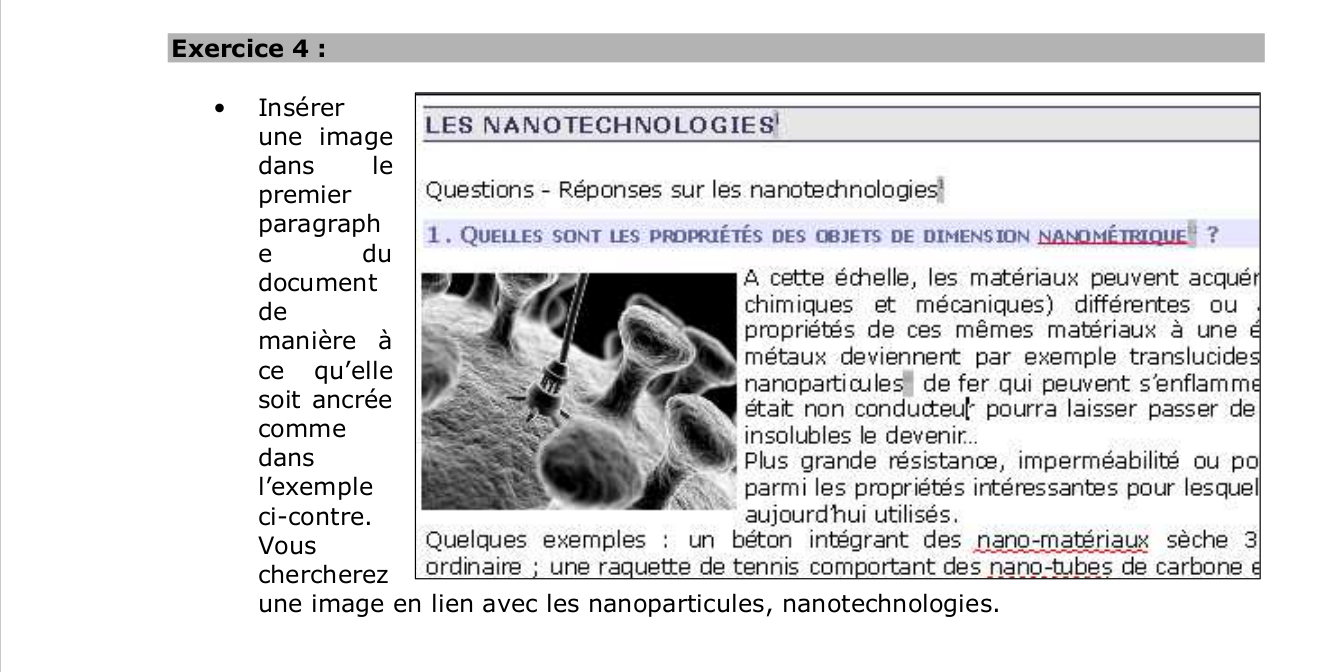 Exercice 4 :
• Insérer
une image
dans le
premier
paragraph
e du
document
de
manière à
ce qu’elle
soit ancrée
comme
dans
l’exemple
ci-contre.
Vous
cherchez
une image en lien avec les nanoparticules, nanotechnologies.
LES NANOTECHNOLOGIES
Questions - Réponses sur les nanotechnologies
1. QUELLES SONT LES PROPRIÉTÉS DES OBJETS DE DIMENSION NANOMÉTRIQUE ?
A cette échelle, les matériaux peuvent acquér
chimiques et mécaniques) différentes ou
propriétés de ces mêmes matériaux à une é
métaux deviennent par exemple translucides
nanoparticules de fer qui peuvent s’enflamme
était non conducteur pourra laisser passer de
insolubles le devenir...
Plus grande résistance, imperméabilité ou po
parmi les propriétés intéressantes pour lesquel
aujourd’hui utilisés.
Quelques exemples : un béton intégrant des nano-matériaux sèche 3
ordinaire ; une raquette de tennis comportant des nano-tubes de carbone e